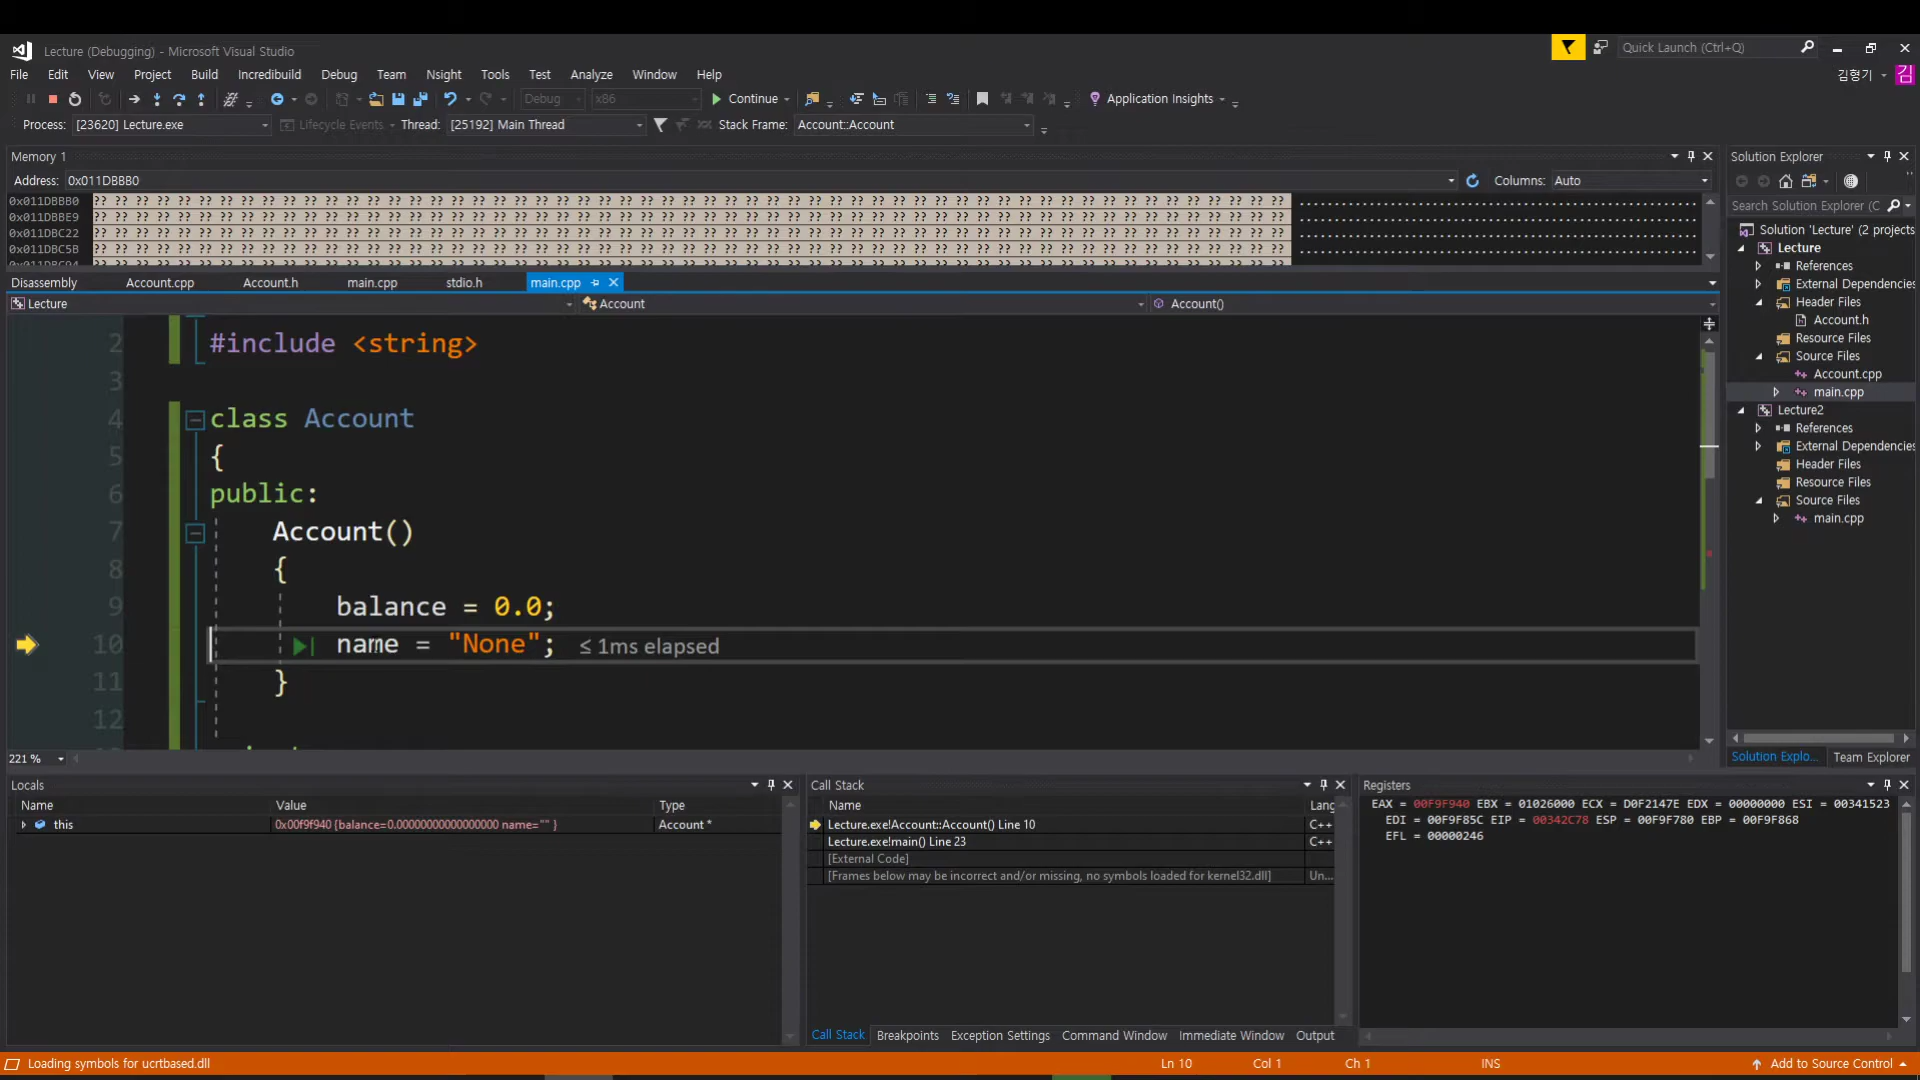 Lecture (Debugging) - Microsoft Visual Studio
Quick Launch (Ctrl+Q)
File Edit View Project Build Incredibuild Debug Team Nsight Tools Test Analyze Window Help
김형기 김
Debug x86 Continue Application Insights
Process: [23620] Lecture.exe Lifecycle Events Thread: [25192] Main Thread Stack Frame: Account::Account
Memory 1
Address: 0x011DBBB0 Columns: Auto
0x011DBBB0 ?? ?? ?? ?? ?? ?? ?? ?? ?? ?? ?? ?? ?? ?? ?? ?? ?? ?? ?? ?? ?? ?? ?? ?? ?? ?? ?? ?? ?? ?? ?? ?? ?? ?? ?? ?? ?? ?? ?? ?? ?? ?? ?? ?? ?? ?? ?? ?? ?? ?? ?? ?? ?? ?? ?? ?? ?? .........................................................
0x011DBBE9 ?? ?? ?? ?? ?? ?? ?? ?? ?? ?? ?? ?? ?? ?? ?? ?? ?? ?? ?? ?? ?? ?? ?? ?? ?? ?? ?? ?? ?? ?? ?? ?? ?? ?? ?? ?? ?? ?? ?? ?? ?? ?? ?? ?? ?? ?? ?? ?? ?? ?? ?? ?? ?? ?? ?? ?? ?? .........................................................
0x011DBC22 ?? ?? ?? ?? ?? ?? ?? ?? ?? ?? ?? ?? ?? ?? ?? ?? ?? ?? ?? ?? ?? ?? ?? ?? ?? ?? ?? ?? ?? ?? ?? ?? ?? ?? ?? ?? ?? ?? ?? ?? ?? ?? ?? ?? ?? ?? ?? ?? ?? ?? ?? ?? ?? ?? ?? ?? ?? .........................................................
0x011DBC5B ?? ?? ?? ?? ?? ?? ?? ?? ?? ?? ?? ?? ?? ?? ?? ?? ?? ?? ?? ?? ?? ?? ?? ?? ?? ?? ?? ?? ?? ?? ?? ?? ?? ?? ?? ?? ?? ?? ?? ?? ?? ?? ?? ?? ?? ?? ?? ?? ?? ?? ?? ?? ?? ?? ?? ?? ?? .........................................................
Disassembly Account.cpp Account.h main.cpp stdio.h main.cpp
Lecture Account Account()
2 #include <string>
3
4 class Account
5 {
6 public:
7 Account()
8 {
9 balance = 0.0;
10 name = "None"; ≤ 1ms elapsed
11 }
12
221 %
Solution Explorer
Search Solution Explorer (C
Solution 'Lecture' (2 projects
Lecture
References
External Dependencies
Header Files
Account.h
Resource Files
Source Files
Account.cpp
main.cpp
Lecture2
References
External Dependencies
Header Files
Resource Files
Source Files
main.cpp
Solution Explo... Team Explorer
Locals
Name Value Type
this 0x00f9f940 {balance=0.00000000000000000 name="" } Account *
Call Stack
Name Lang
Lecture.exe!Account::Account() Line 10 C++
Lecture.exe!main() Line 23 C++
[External Code]
[Frames below may be incorrect and/or missing, no symbols loaded for kernel32.dll] Un...
Call Stack Breakpoints Exception Settings Command Window Immediate Window Output
Registers
EAX = 00F9F940 EBX = 01026000 ECX = D0F2147E EDX = 00000000 ESI = 00341523
EDI = 00F9F85C EIP = 00342C78 ESP = 00F9F780 EBP = 00F9F868
EFL = 00000246
Loading symbols for ucrtbased.dll Ln 10 Col 1 Ch 1 INS Add to Source Control